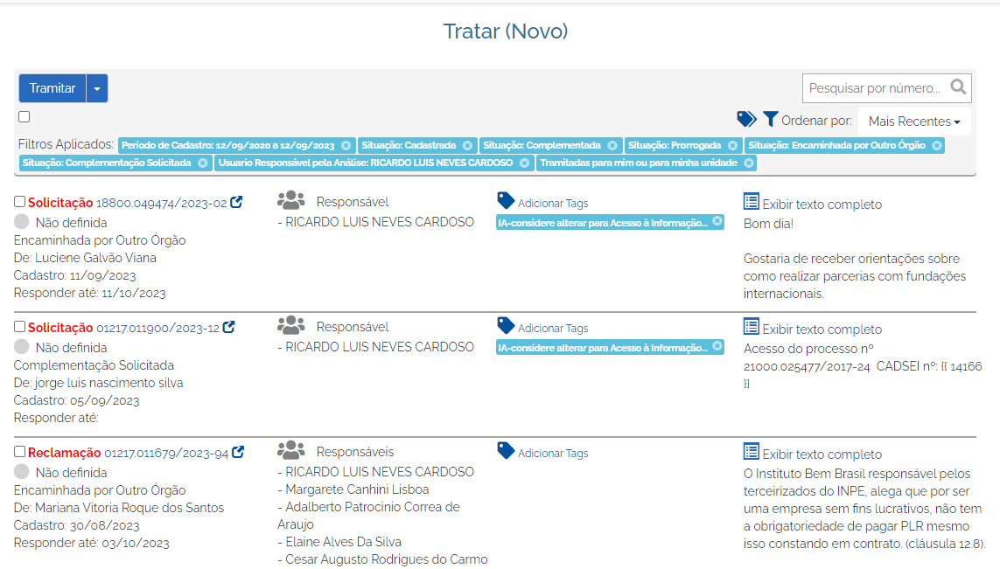 Tratar (Novo)
Tramitar
Pesquisar por número...
Ordenar por: Mais Recentes
Filtros Aplicados: Período de Cadastro: 12/09/2020 a 12/09/2023 Situação: Cadastrada Situação: Complementada Situação: Prorrogada Situação: Encaminhada por Outro Órgão
Situação: Complementação Solicitada Usuario Responsável pela Análise: RICARDO LUIS NEVES CARDOSO Tramitadas para mim ou para minha unidade
Solicitação 18800.049474/2023-02
Não definida
Encaminhada por Outro Órgão
De: Luciene Galvão Viana
Cadastro: 11/09/2023
Responder até: 11/10/2023
Responsável
- RICARDO LUIS NEVES CARDOSO
Adicionar Tags
IA-considere alterar para Acesso à Informação...
Exibir texto completo
Bom dia!
Gostaria de receber orientações sobre
como realizar parcerias com fundações
internacionais.
Solicitação 01217.011900/2023-12
Não definida
Complementação Solicitada
De: jorge luis nascimento silva
Cadastro: 05/09/2023
Responder até:
Responsável
- RICARDO LUIS NEVES CARDOSO
Adicionar Tags
IA-considere alterar para Acesso à Informação...
Exibir texto completo
Acesso do processo nº
21000.025477/2017-24 CADSEI nº: {{ 14166
}}
Reclamação 01217.011679/2023-94
Não definida
Encaminhada por Outro Órgão
De: Mariana Vitoria Roque dos Santos
Cadastro: 30/08/2023
Responder até: 03/10/2023
Responsáveis
- RICARDO LUIS NEVES CARDOSO
- Margarete Canhini Lisboa
- Adalberto Patrocinio Correa de
Araujo
- Elaine Alves Da Silva
- Cesar Augusto Rodrigues do Carmo
Adicionar Tags
Exibir texto completo
O Instituto Bem Brasil responsável pelos
terceirizados do INPE, alega que por ser
uma empresa sem fins lucrativos, não tem
a obrigatoriedade de pagar PLR mesmo
isso constando em contrato. (cláusula 12.8).